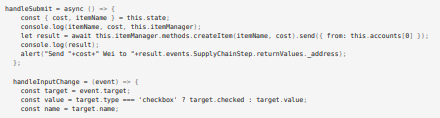 handleSubmit = async () => {
const { cost, itemName } = this.state;
console.log(itemName, cost, this.itemManager);
let result = await this.itemManager.methods.createItem(itemName, cost).send({ from: this.accounts[0] });
console.log(result);
alert("Send "+cost+" Wei to "+result.events.SupplyChainStep.returnValues._address);
};
handleInputChange = (event) => {
const target = event.target;
const value = target.type === 'checkbox' ? target.checked : target.value;
const name = target.name;